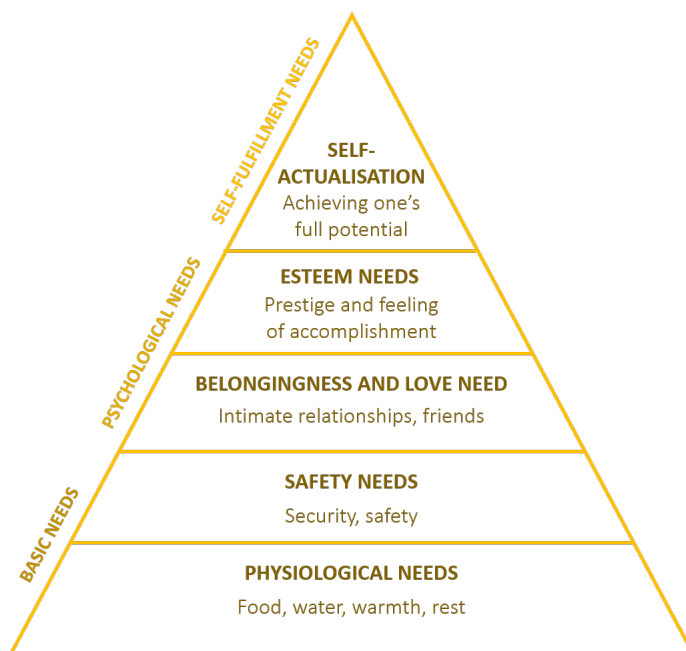 SELF-FULFILLMENT NEEDS
SELF-
ACTUALISATION
Achieving one’s
full potential
PSYCHOLOGICAL NEEDS
ESTEEM NEEDS
Prestige and feeling
of accomplishment
BELONGINGNESS AND LOVE NEED
Intimate relationships, friends
BASIC NEEDS
SAFETY NEEDS
Security, safety
PHYSIOLOGICAL NEEDS
Food, water, warmth, rest